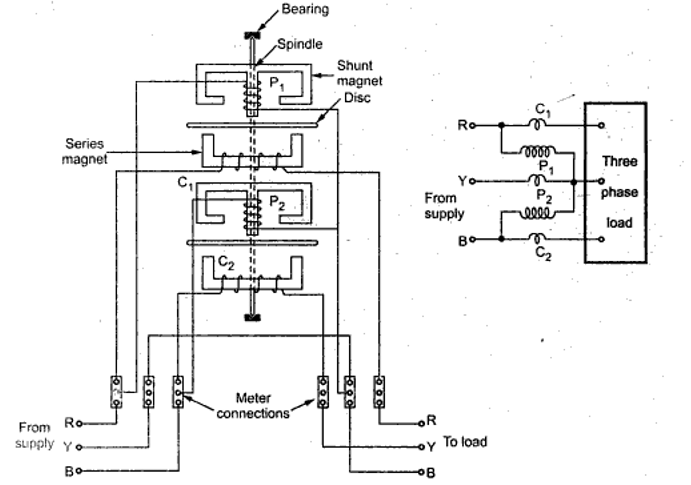 Bearing
Spindle
Shunt
magnet
P1
Disc
Series
magnet
C1
P2
C2
Meter
connections
From
supply
R
Y
B
R
Y
To load
B
R
C1
P1
Y
P2
From
supply
B
C2
Three
phase
load